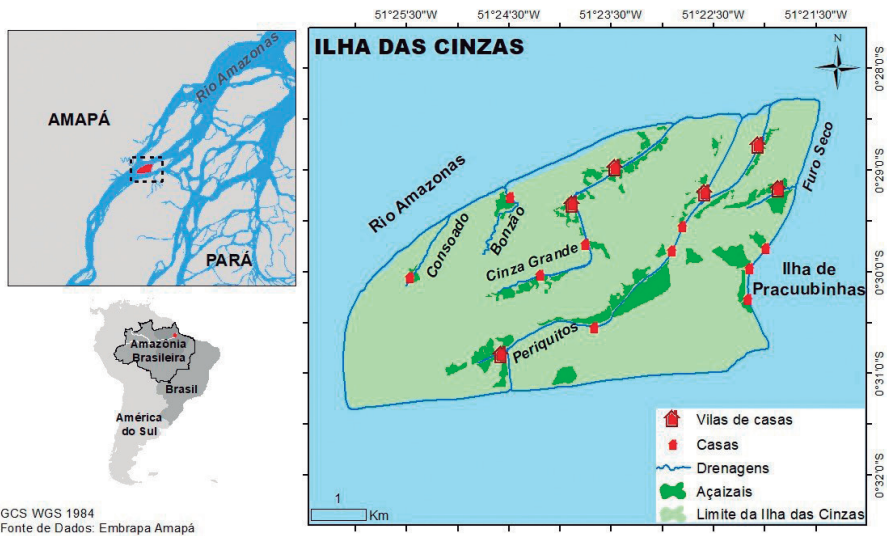 AMAPÁ
Rio Amazonas
PARÁ
Amazônia
Brasileira
Brasil
América
do Sul
GCS WGS 1984
Fonte de Dados: Embrapa Amapá
51°25'30"W
51°24'30"W
51°23'30"W
51°22'30"W
51°21'30"W
ILHA DAS CINZAS
N
0°28'0"S
0°29'0"S
0°30'0"S
0°31'0"S
0°32'0"S
Rio Amazonas
Consoado
Bonzão
Cinza Grande
Periquitos
Furo Seco
Ilha de
Pracuubinhas
Vilas de casas
Casas
Drenagens
Açaizais
Limite da Ilha das Cinzas
1
Km